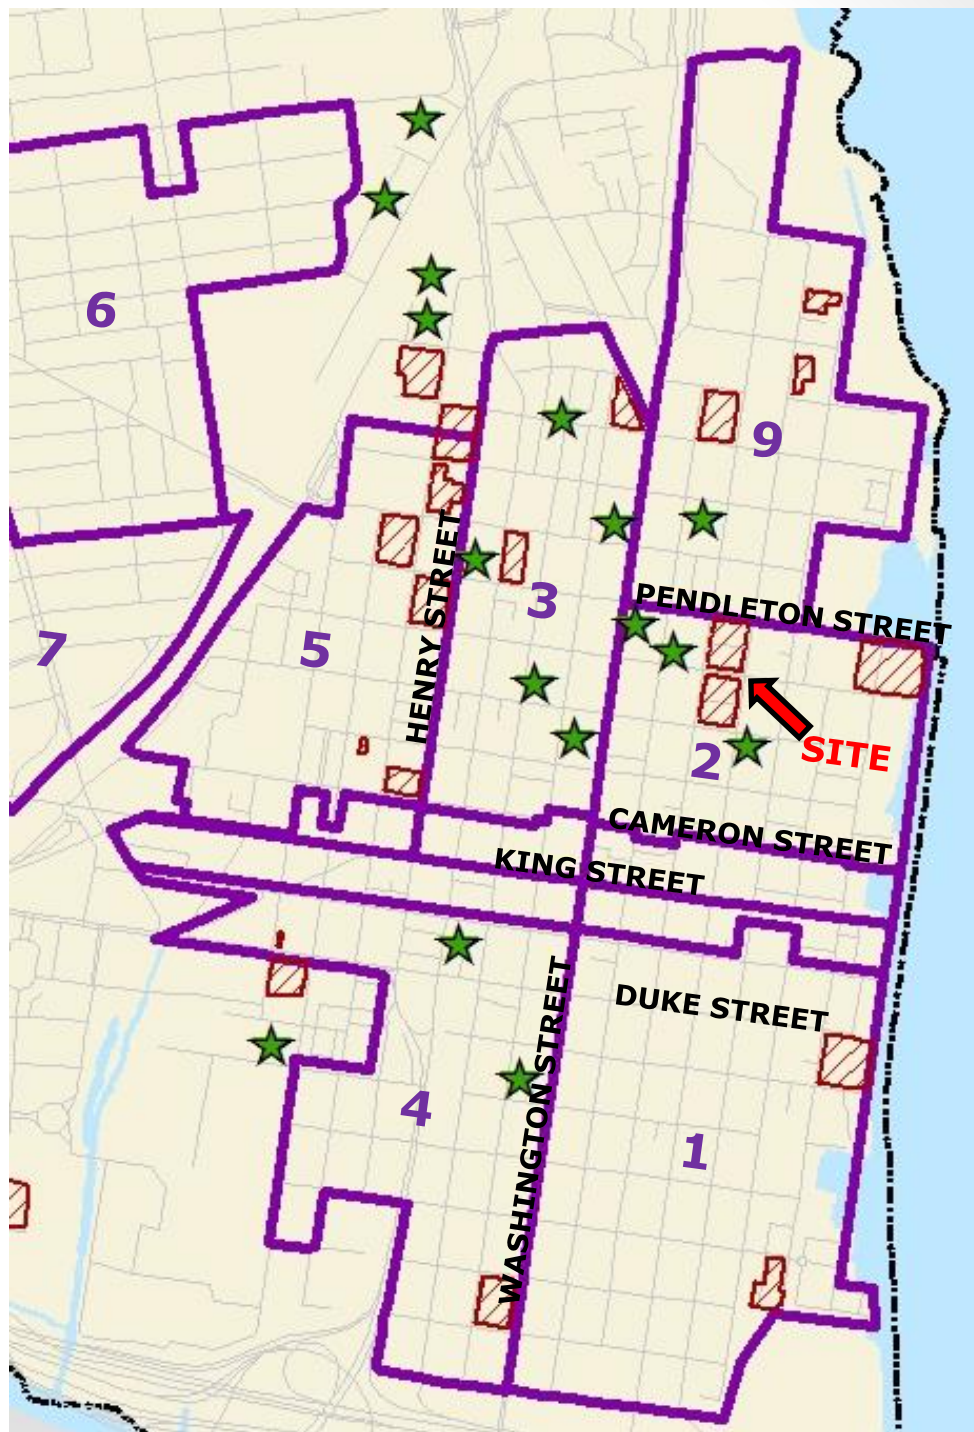 6
9
HENRY STREET
3
PENDLETON STREET
5
7
2
SITE
CAMERON STREET
KING STREET
WASHINGTON STREET
DUKE STREET
4
1